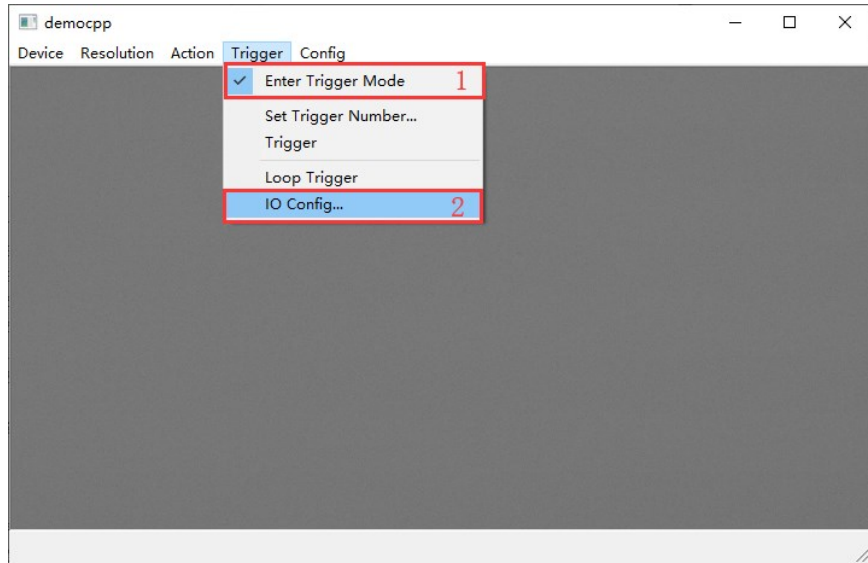 democpp
Device Resolution Action Trigger Config
Enter Trigger Mode 1
Set Trigger Number...
Trigger
Loop Trigger
IO Config... 2